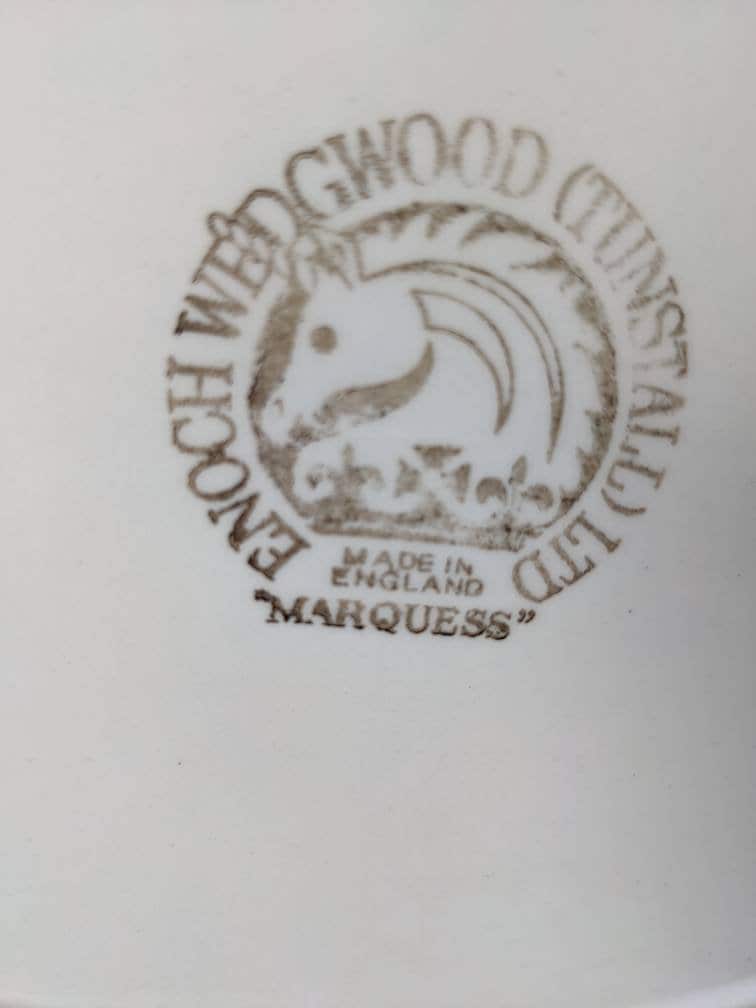 ENOCH WEDGWOOD (TUNSTALL) LTD
MADE IN
ENGLAND
"MARQUESS"